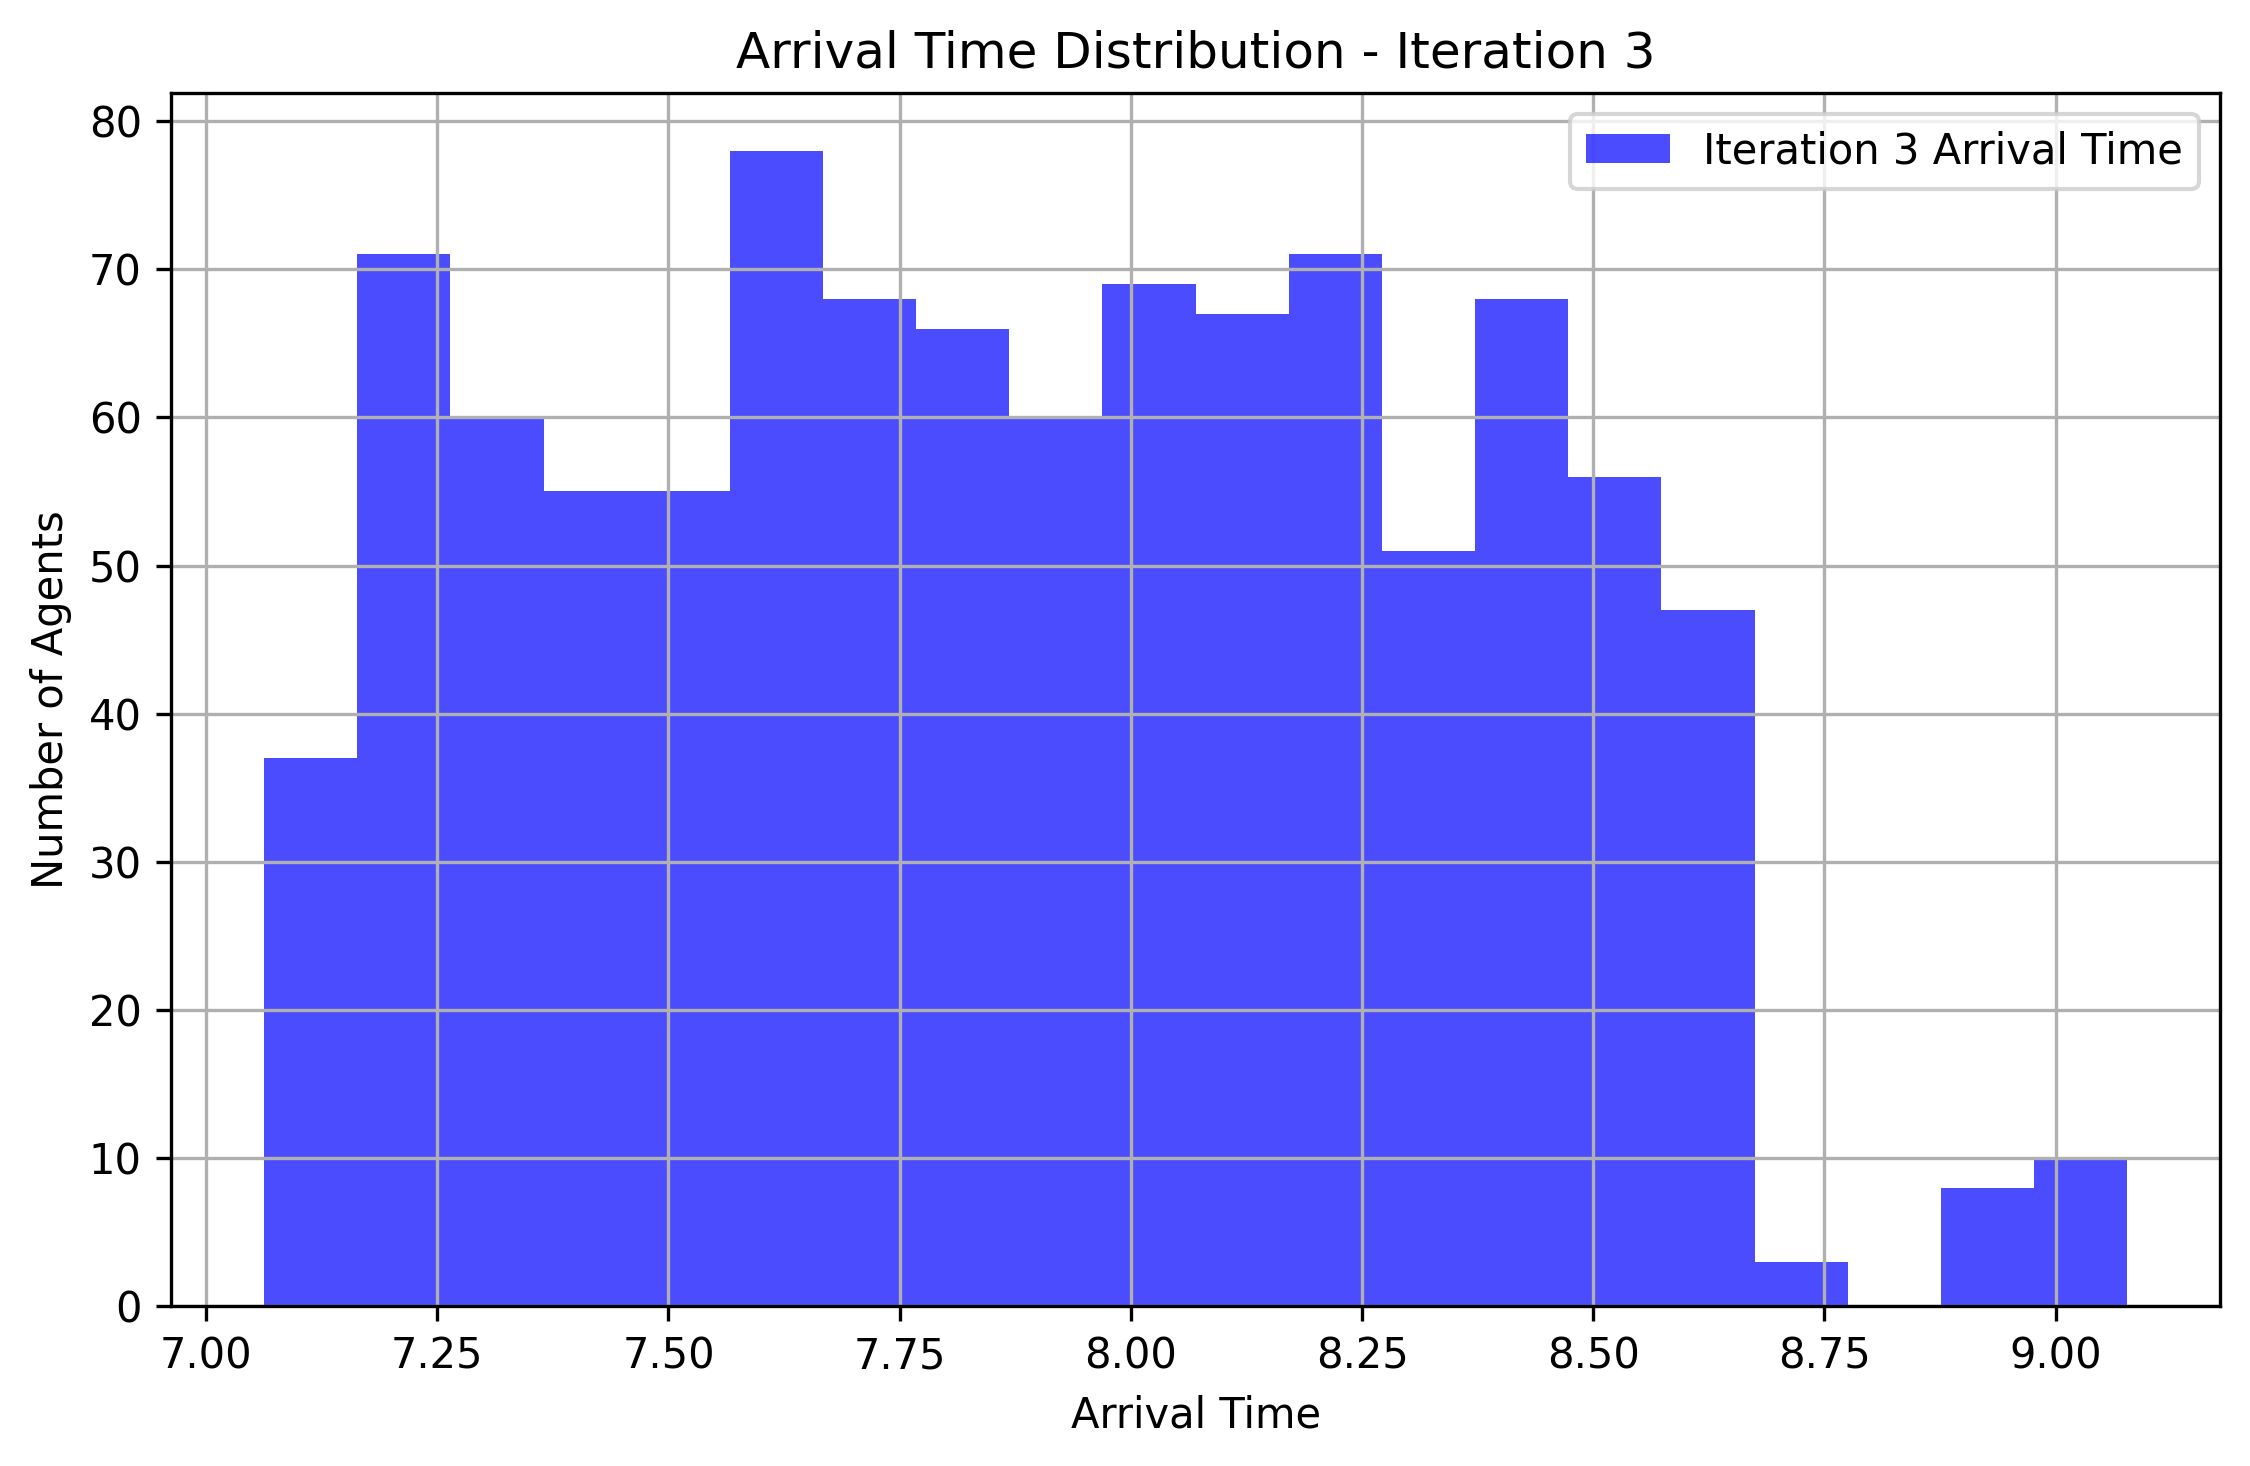 Arrival Time Distribution - Iteration 3
Iteration 3 Arrival Time
Number of Agents
80
70
60
50
40
30
20
10
0
7.00 7.25 7.50 7.75 8.00 8.25 8.50 8.75 9.00
Arrival Time